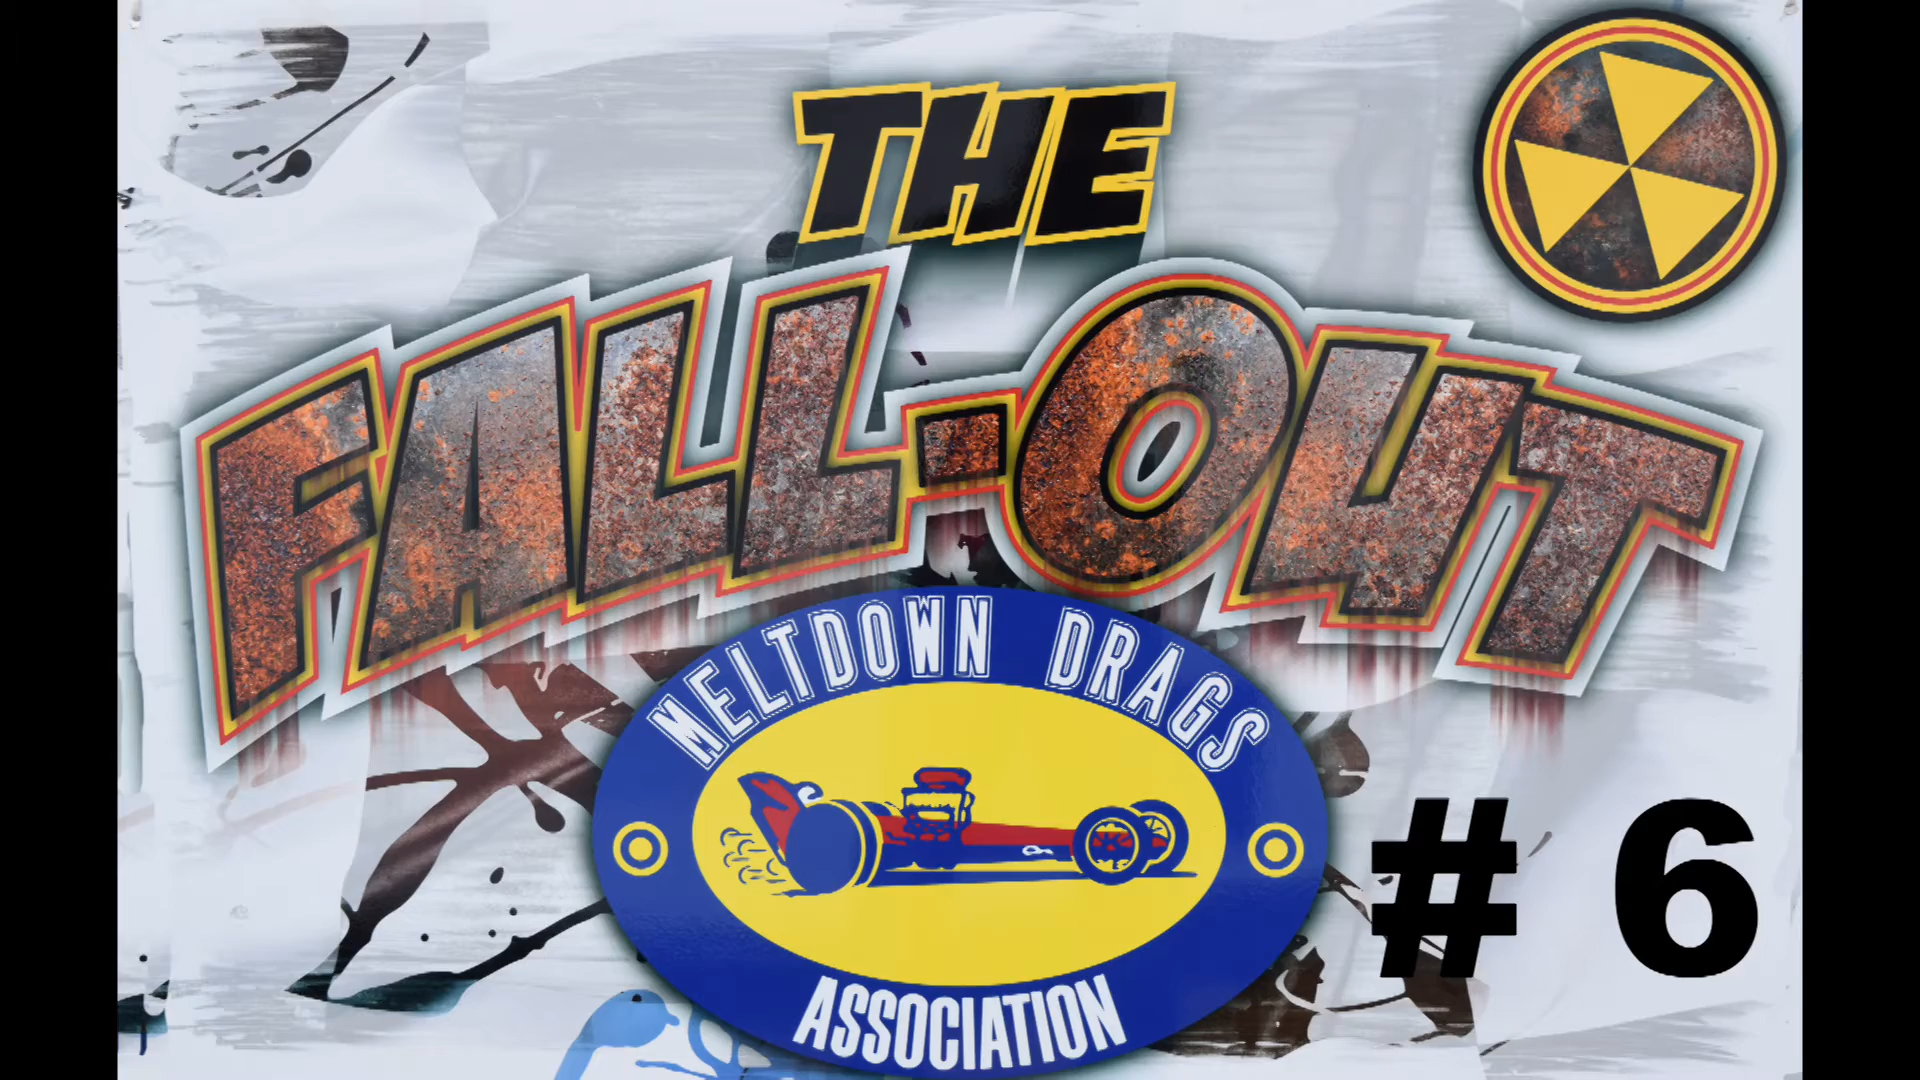 THE
FALL-OUT
MELTDOWN DRAGS
ASSOCIATION
# 6